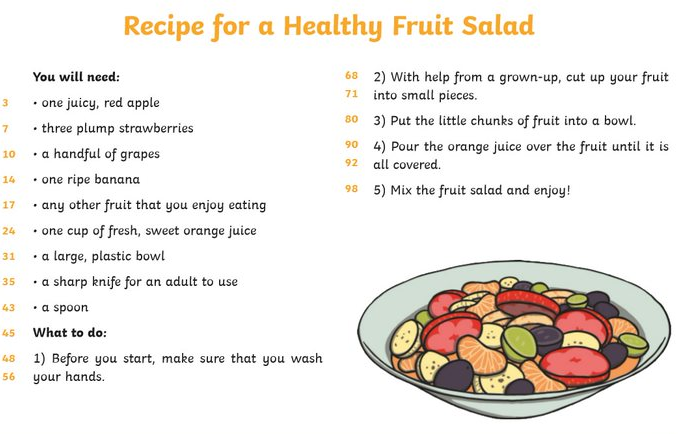 Recipe for a Healthy Fruit Salad
You will need:
3 • one juicy, red apple
7 • three plump strawberries
10 • a handful of grapes
14 • one ripe banana
17 • any other fruit that you enjoy eating
24 • one cup of fresh, sweet orange juice
31 • a large, plastic bowl
35 • a sharp knife for an adult to use
43 • a spoon
45 What to do:
48 1) Before you start, make sure that you wash
56 your hands.
68 2) With help from a grown-up, cut up your fruit
71 into small pieces.
80 3) Put the little chunks of fruit into a bowl.
90 4) Pour the orange juice over the fruit until it is
92 all covered.
98 5) Mix the fruit salad and enjoy!